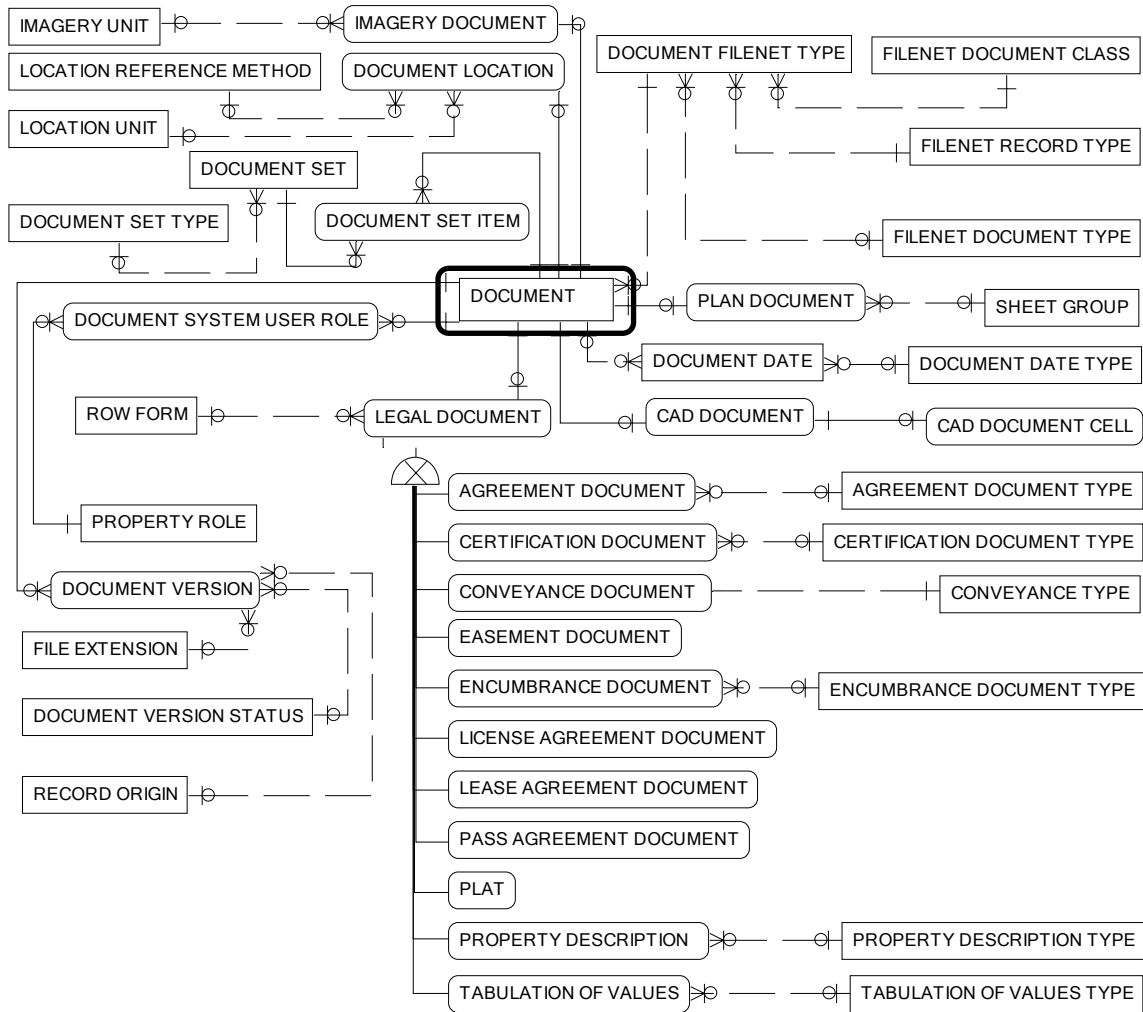 IMAGERY UNIT
IMAGERY DOCUMENT
LOCATION REFERENCE METHOD
DOCUMENT LOCATION
DOCUMENT FILENET TYPE
FILENET DOCUMENT CLASS
LOCATION UNIT
FILENET RECORD TYPE
DOCUMENT SET
DOCUMENT SET TYPE
DOCUMENT SET ITEM
FILENET DOCUMENT TYPE
DOCUMENT
PLAN DOCUMENT
SHEET GROUP
DOCUMENT SYSTEM USER ROLE
DOCUMENT DATE
DOCUMENT DATE TYPE
ROW FORM
LEGAL DOCUMENT
CAD DOCUMENT
CAD DOCUMENT CELL
AGREEMENT DOCUMENT
AGREEMENT DOCUMENT TYPE
PROPERTY ROLE
CERTIFICATION DOCUMENT
CERTIFICATION DOCUMENT TYPE
DOCUMENT VERSION
CONVEYANCE DOCUMENT
CONVEYANCE TYPE
FILE EXTENSION
EASEMENT DOCUMENT
ENCUMBRANCE DOCUMENT
ENCUMBRANCE DOCUMENT TYPE
DOCUMENT VERSION STATUS
LICENSE AGREEMENT DOCUMENT
RECORD ORIGIN
LEASE AGREEMENT DOCUMENT
PASS AGREEMENT DOCUMENT
PLAT
PROPERTY DESCRIPTION
PROPERTY DESCRIPTION TYPE
TABULATION OF VALUES
TABULATION OF VALUES TYPE